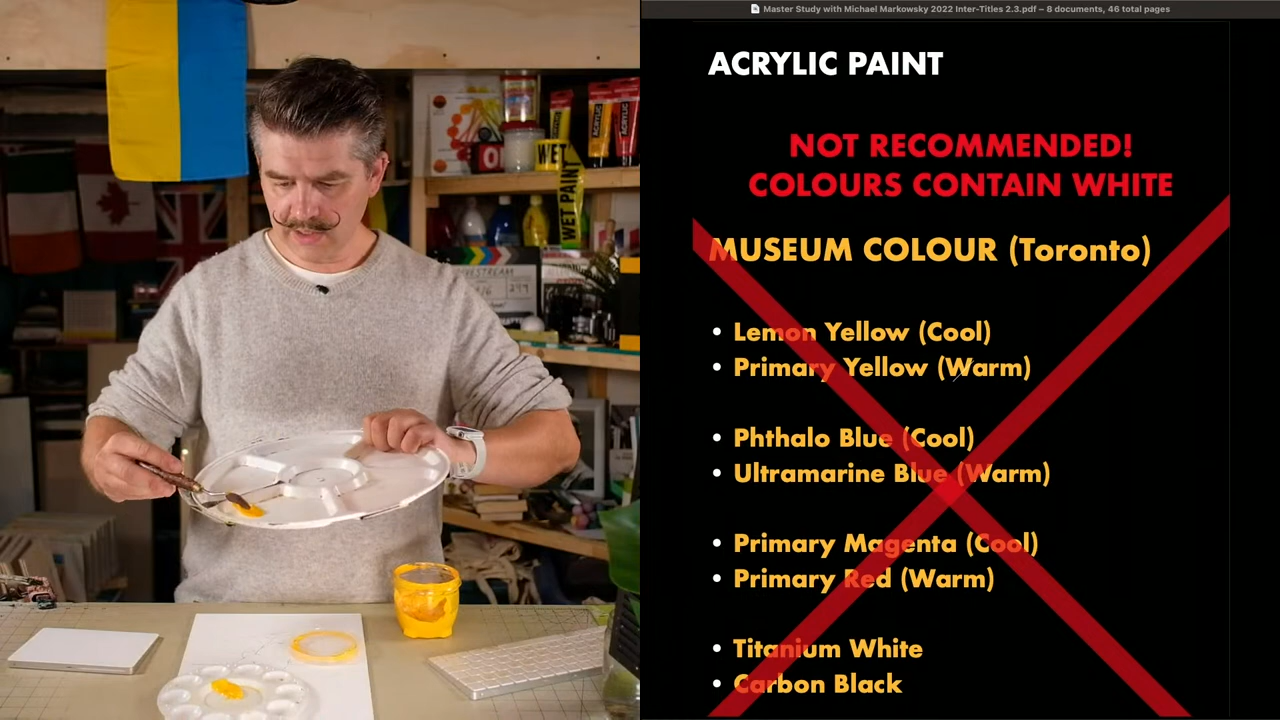 Master Study with Michael Markowsky 2022 Inter-Titles 2.3.pdf – 8 documents, 46 total pages
ACRYLIC PAINT
NOT RECOMMENDED!
COLOURS CONTAIN WHITE
MUSEUM COLOUR (Toronto)
• Lemon Yellow (Cool)
• Primary Yellow (Warm)
• Phthalo Blue (Cool)
• Ultramarine Blue (Warm)
• Primary Magenta (Cool)
• Primary Red (Warm)
• Titanium White
• Carbon Black
WET
WET PAINT